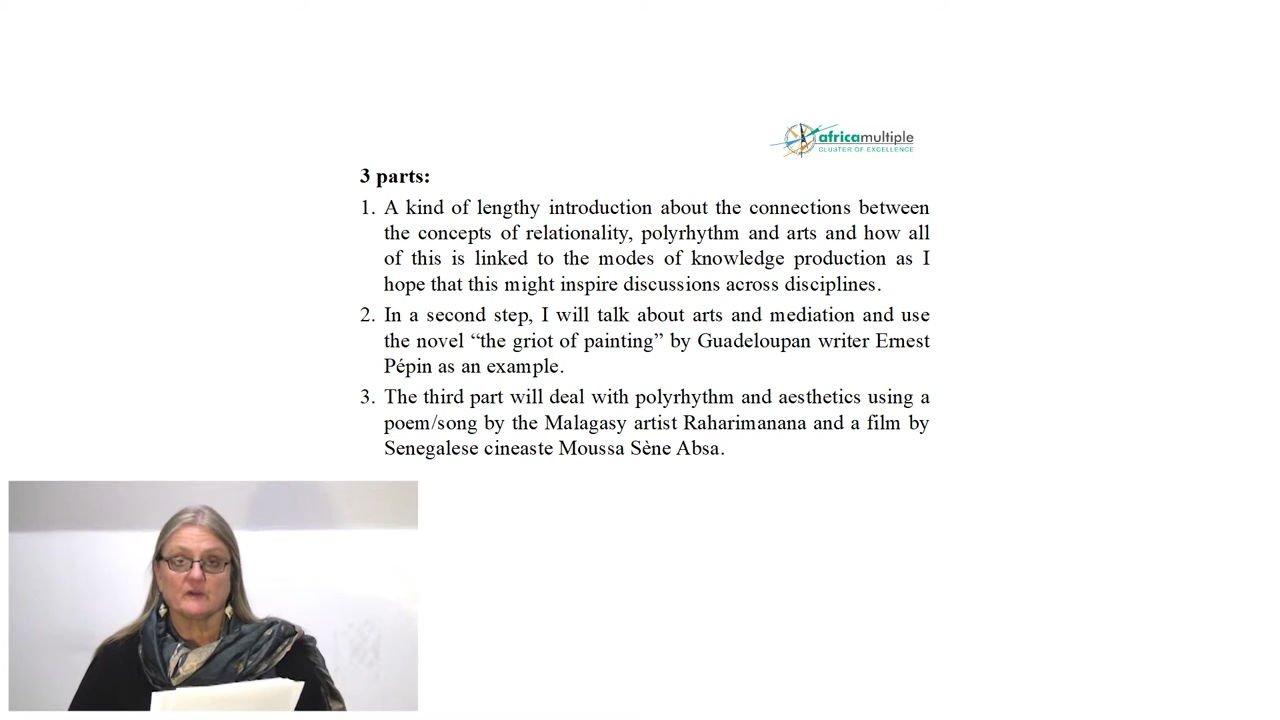 africamultiple
CLUSTER OF EXCELLENCE
3 parts:
1. A kind of lengthy introduction about the connections between
the concepts of relationality, polyrhythm and arts and how all
of this is linked to the modes of knowledge production as I
hope that this might inspire discussions across disciplines.
2. In a second step, I will talk about arts and mediation and use
the novel “the griot of painting” by Guadeloupan writer Ernest
Pépin as an example.
3. The third part will deal with polyrhythm and aesthetics using a
poem/song by the Malagasy artist Raharimanana and a film by
Senegalese cineaste Moussa Sène Absa.